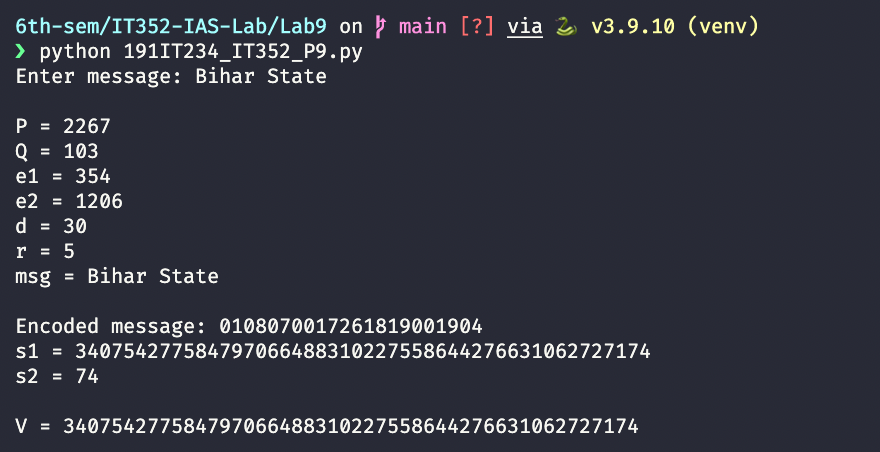 6th-sem/IT352-IAS-Lab/Lab9 on main [?] via 🐍 v3.9.10 (venv)
❯ python 191IT234_IT352_P9.py
Enter message: Bihar State
P = 2267
Q = 103
e1 = 354
e2 = 1206
d = 30
r = 5
msg = Bihar State
Encoded message: 0108070017261819001904
s1 = 340754277584797066488310227558644276631062727174
s2 = 74
V = 340754277584797066488310227558644276631062727174